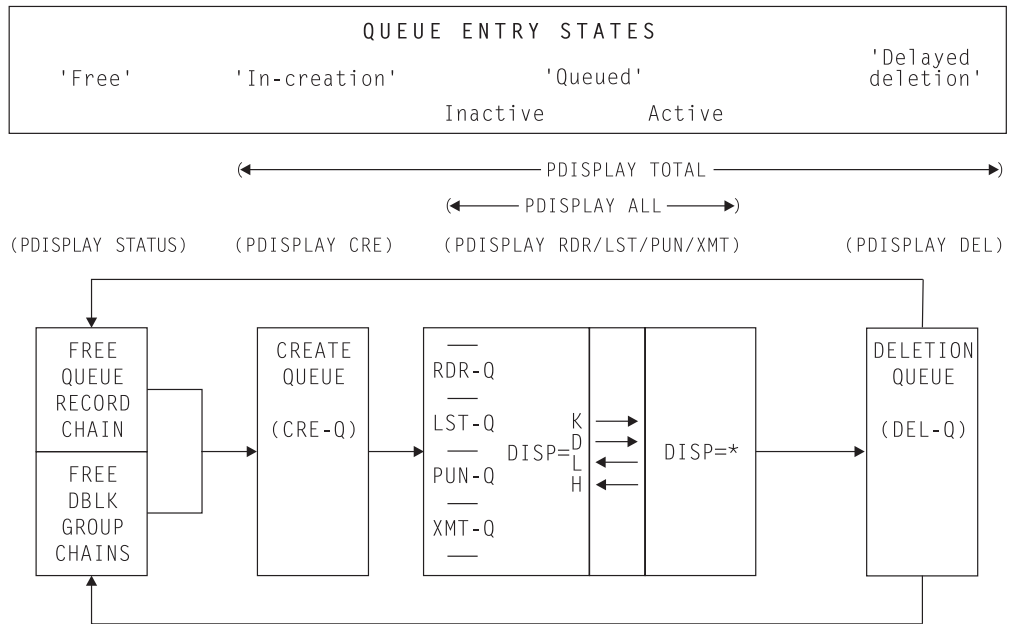 QUEUE ENTRY STATES
'Free' 'In-creation' 'Queued' 'Delayed deletion'
Inactive Active
(PDISPLAY TOTAL)
(PDISPLAY ALL)
(PDISPLAY STATUS) (PDISPLAY CRE) (PDISPLAY RDR/LST/PUN/XMT) (PDISPLAY DEL)
FREE
QUEUE
RECORD
CHAIN
FREE
DBLK
GROUP
CHAINS
CREATE
QUEUE
(CRE-Q)
RDR-Q
LST-Q
PUN-Q
XMT-Q
DISP=
K
D
L
H
DISP=*
DELETION
QUEUE
(DEL-Q)